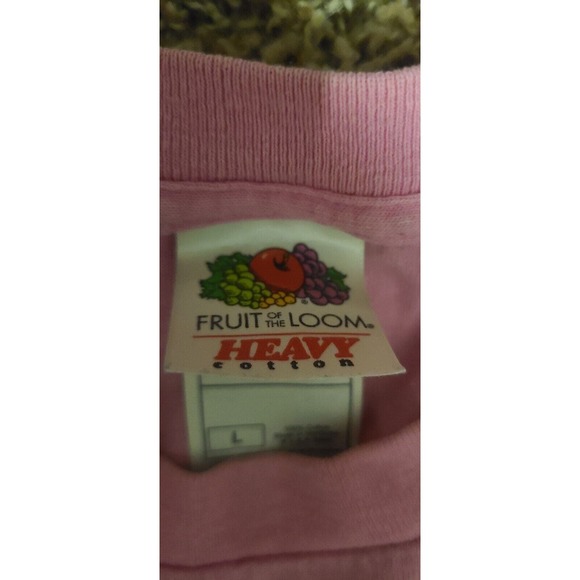 FRUIT OF THE LOOM®
HEAVY
cotton
L